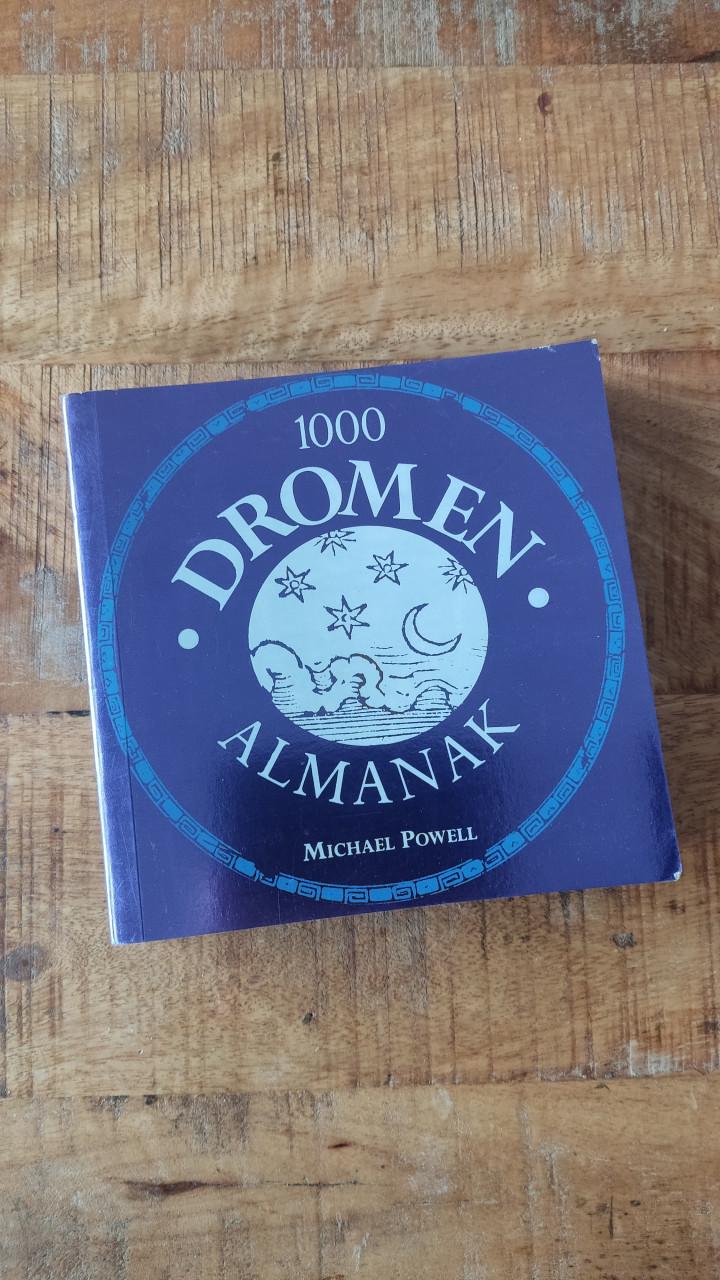 1000
DROMEN
ALMANAK
MICHAEL POWELL